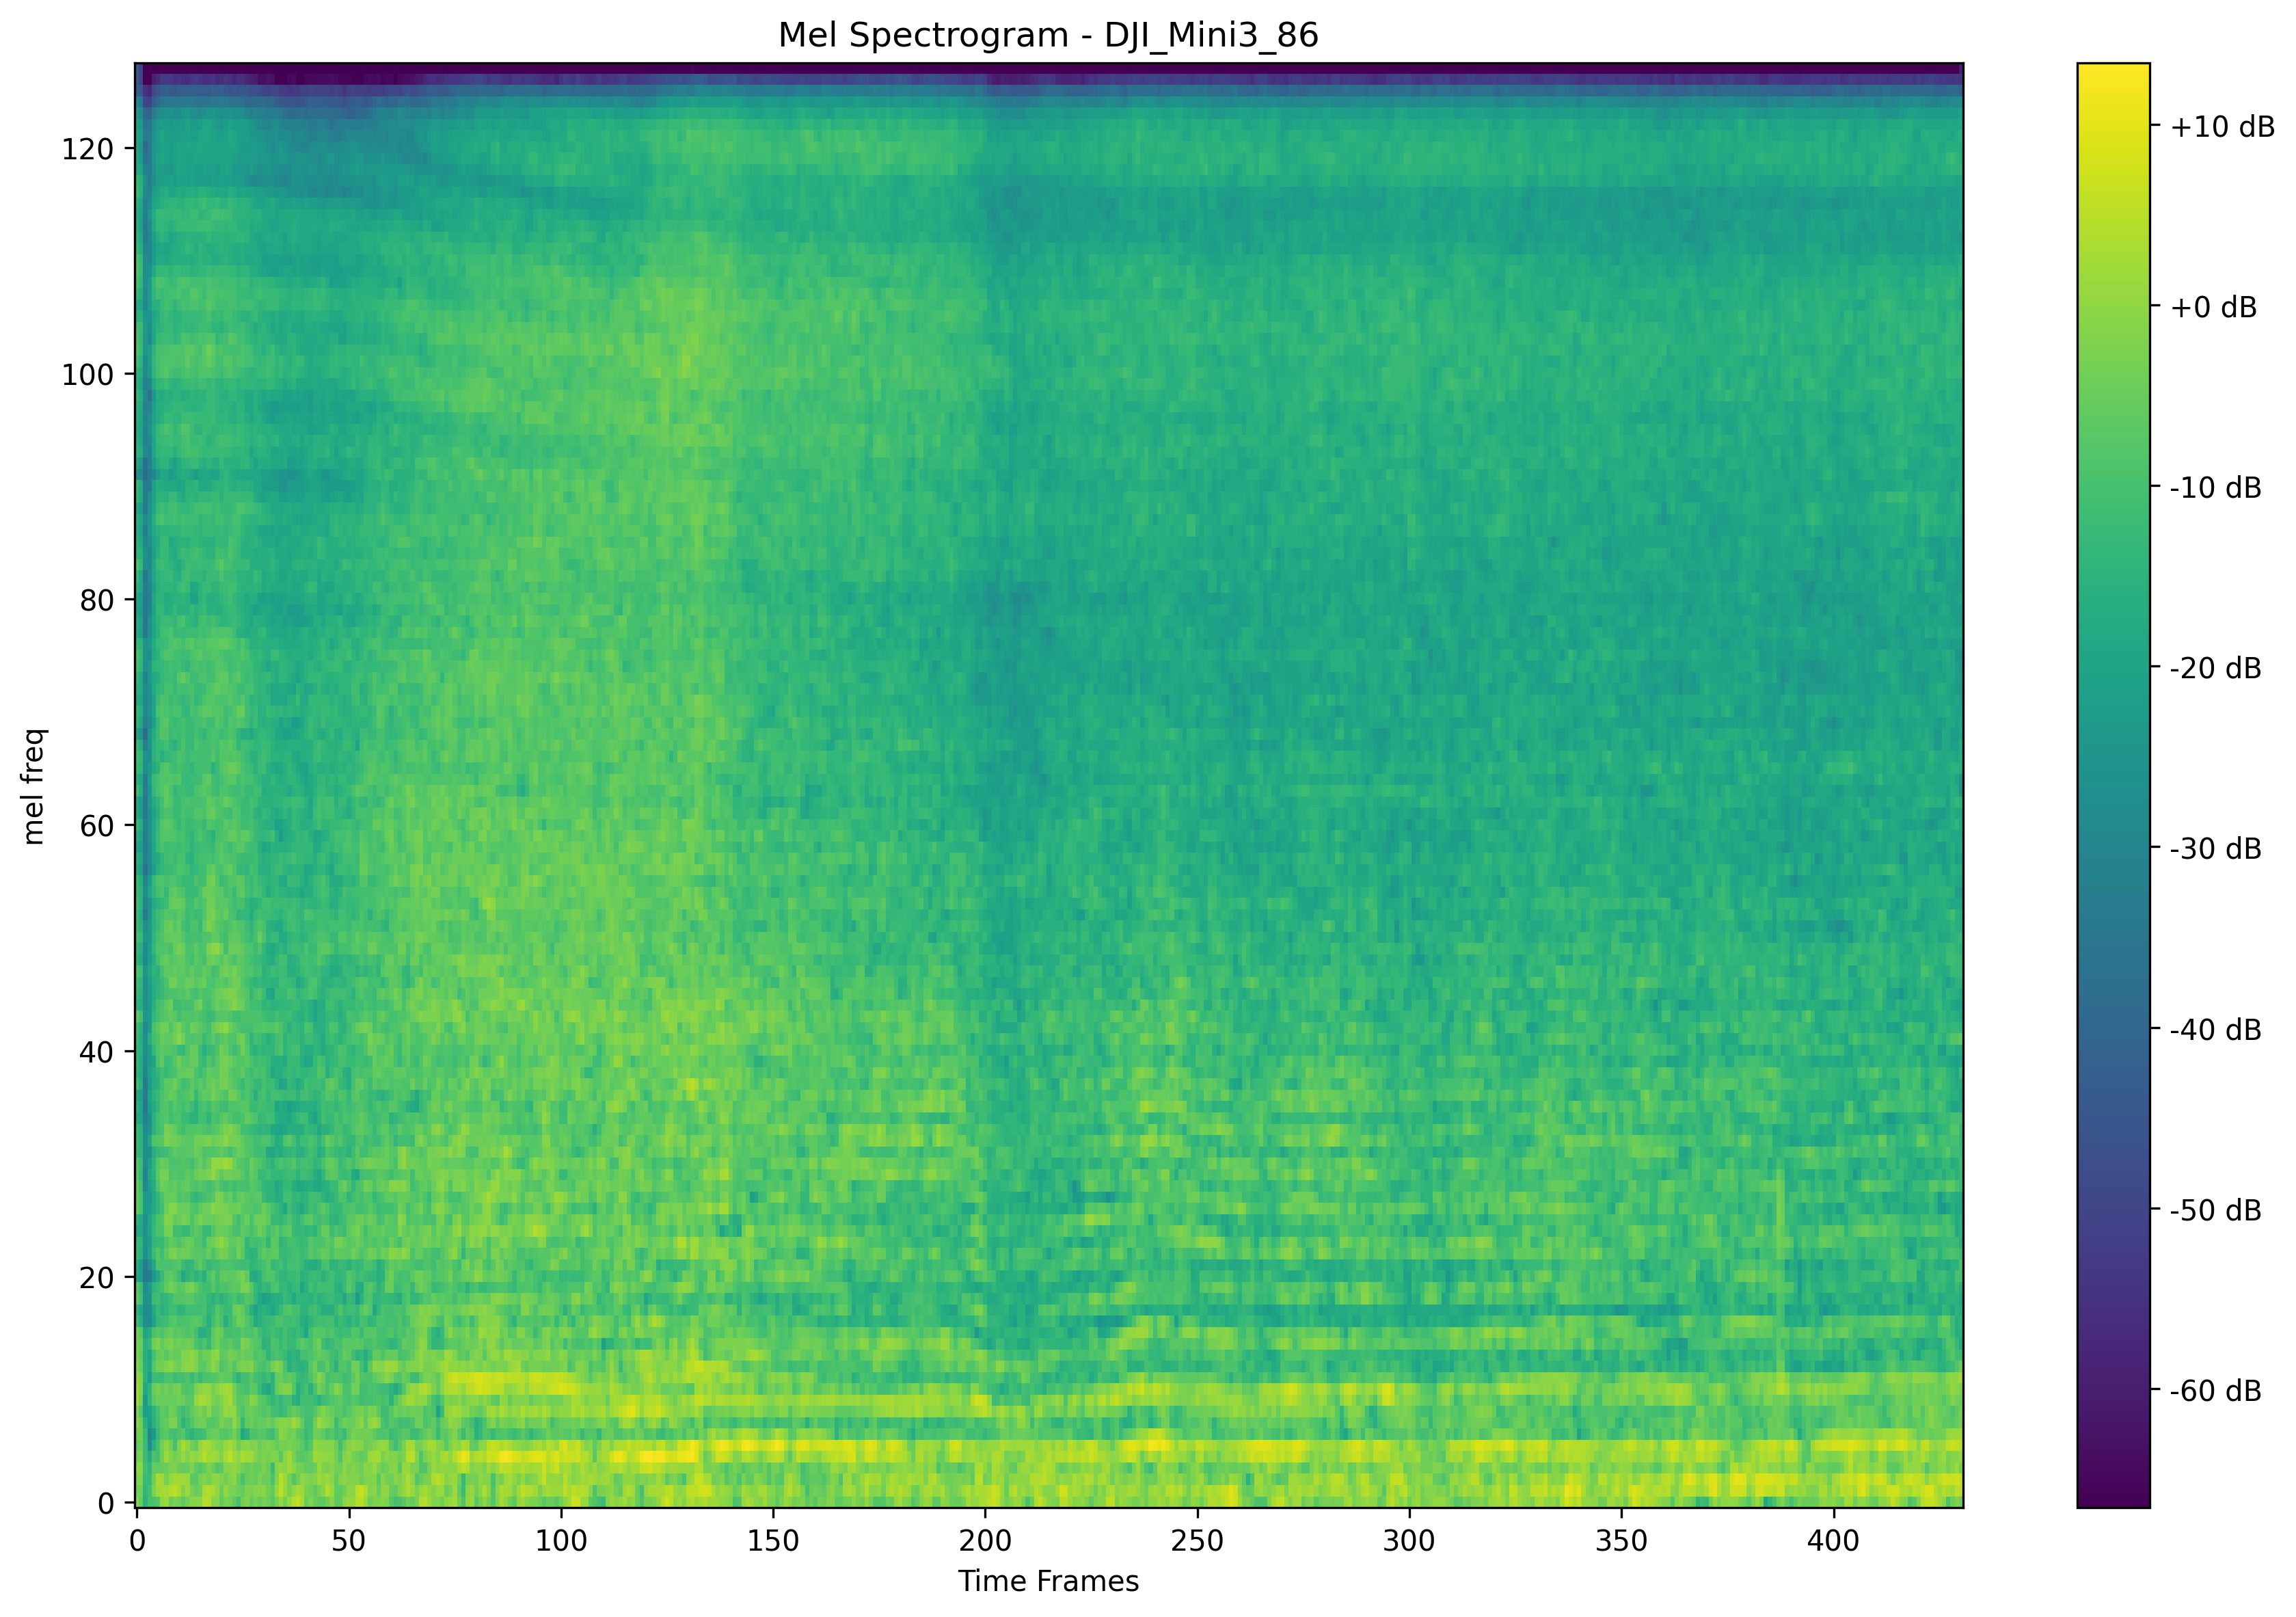 Mel Spectrogram - DJI_Mini3_86
mel freq
120
100
80
60
40
20
0
0 50 100 150 200 250 300 350 400
Time Frames
+10 dB
+0 dB
-10 dB
-20 dB
-30 dB
-40 dB
-50 dB
-60 dB